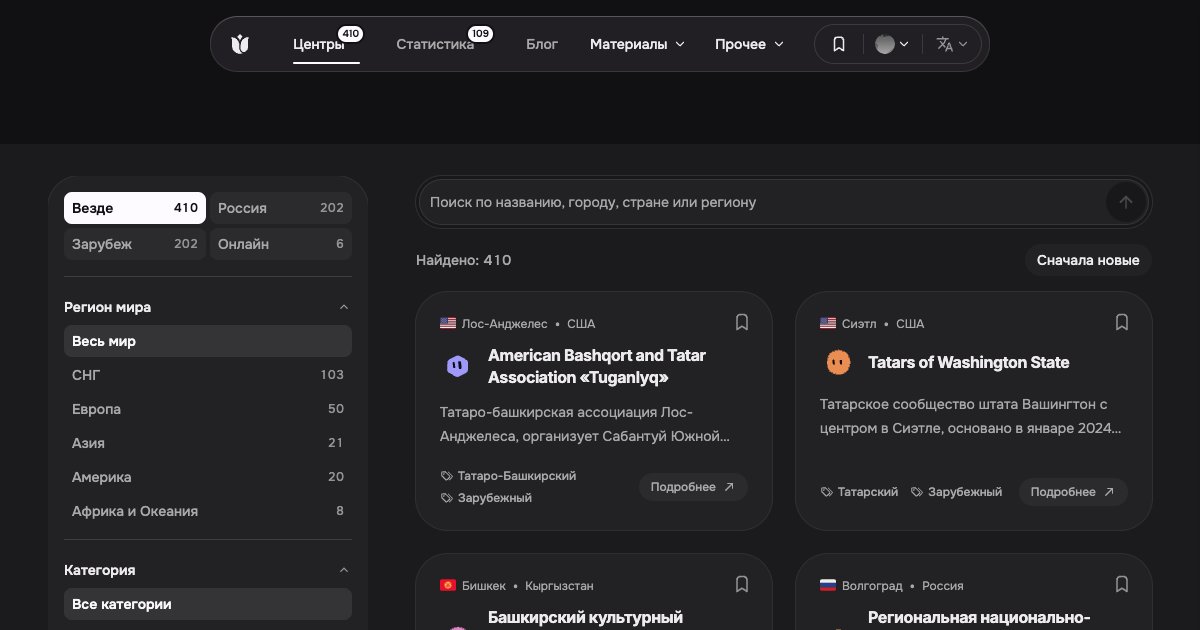 Центры 410
Статистика 109
Блог
Материалы
Прочее
Везде 410
Россия 202
Зарубеж 202
Онлайн 6
Регион мира
Весь мир
СНГ 103
Европа 50
Азия 21
Америка 20
Африка и Океания 8
Категория
Все категории
Поиск по названию, городу, стране или региону
Найдено: 410
Сначала новые
Лос-Анджелес • США
American Bashqort and Tatar
Association «Tuganlyq»
Татаро-башкирская ассоциация Лос-
Анджелеса, организует Сабантуй Южной...
Татаро-Башкирский
Зарубежный
Подробнее
Сиэтл • США
Tatars of Washington State
Татарское сообщество штата Вашингтон с
центром в Сиэтле, основано в январе 2024...
Татарский
Зарубежный
Подробнее
Бишкек • Кыргызстан
Башкирский культурный
Волгоград • Россия
Региональная национально-